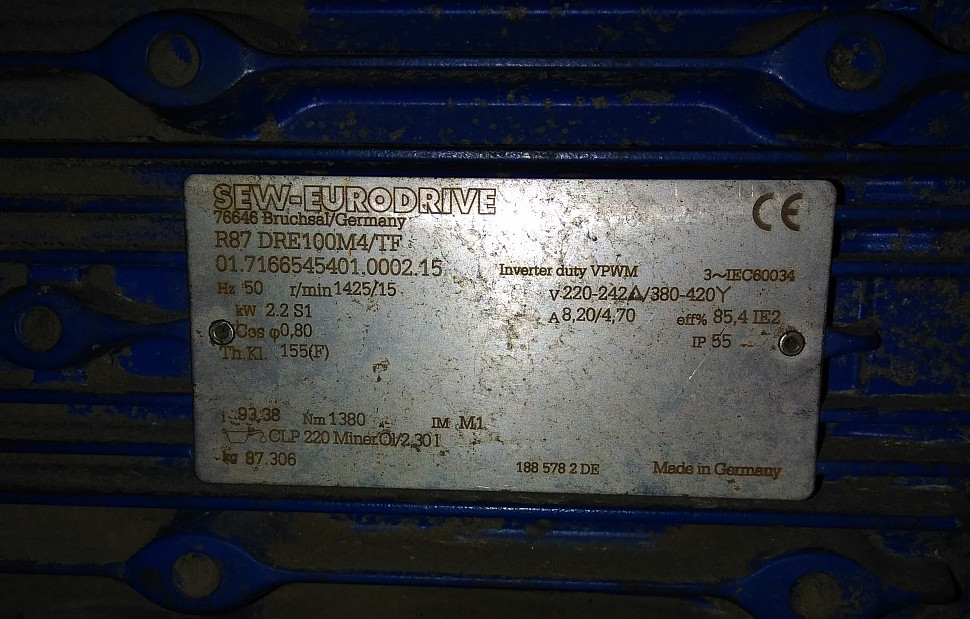 SEW-EURODRIVE
CE
76646 Bruchsal/Germany
R87 DRE100M4/TF
01.7166545401.0002.15
Inverter duty VPWM
3~IEC60034
Hz 50 r/min 1425/15
V 220-242△/380-420Y
kW 2.2 S1
A 8,20/4,70
eff% 85,4 IE2
Cos φ 0,80
IP 55
Th.Kl. 155(F)
i 93,38 Nm 1380 IM M1
CLP 220 Miner.Öl/2,30 l
kg 87.306
188 578 2 DE
Made in Germany